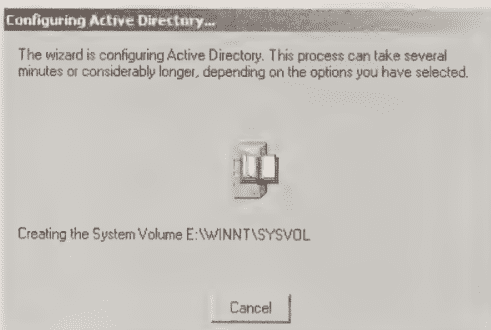 Configuring Active Directory...
The wizard is configuring Active Directory. This process can take several
minutes or considerably longer, depending on the options you have selected.
Creating the System Volume E:\WINNT\SYSVOL
Cancel